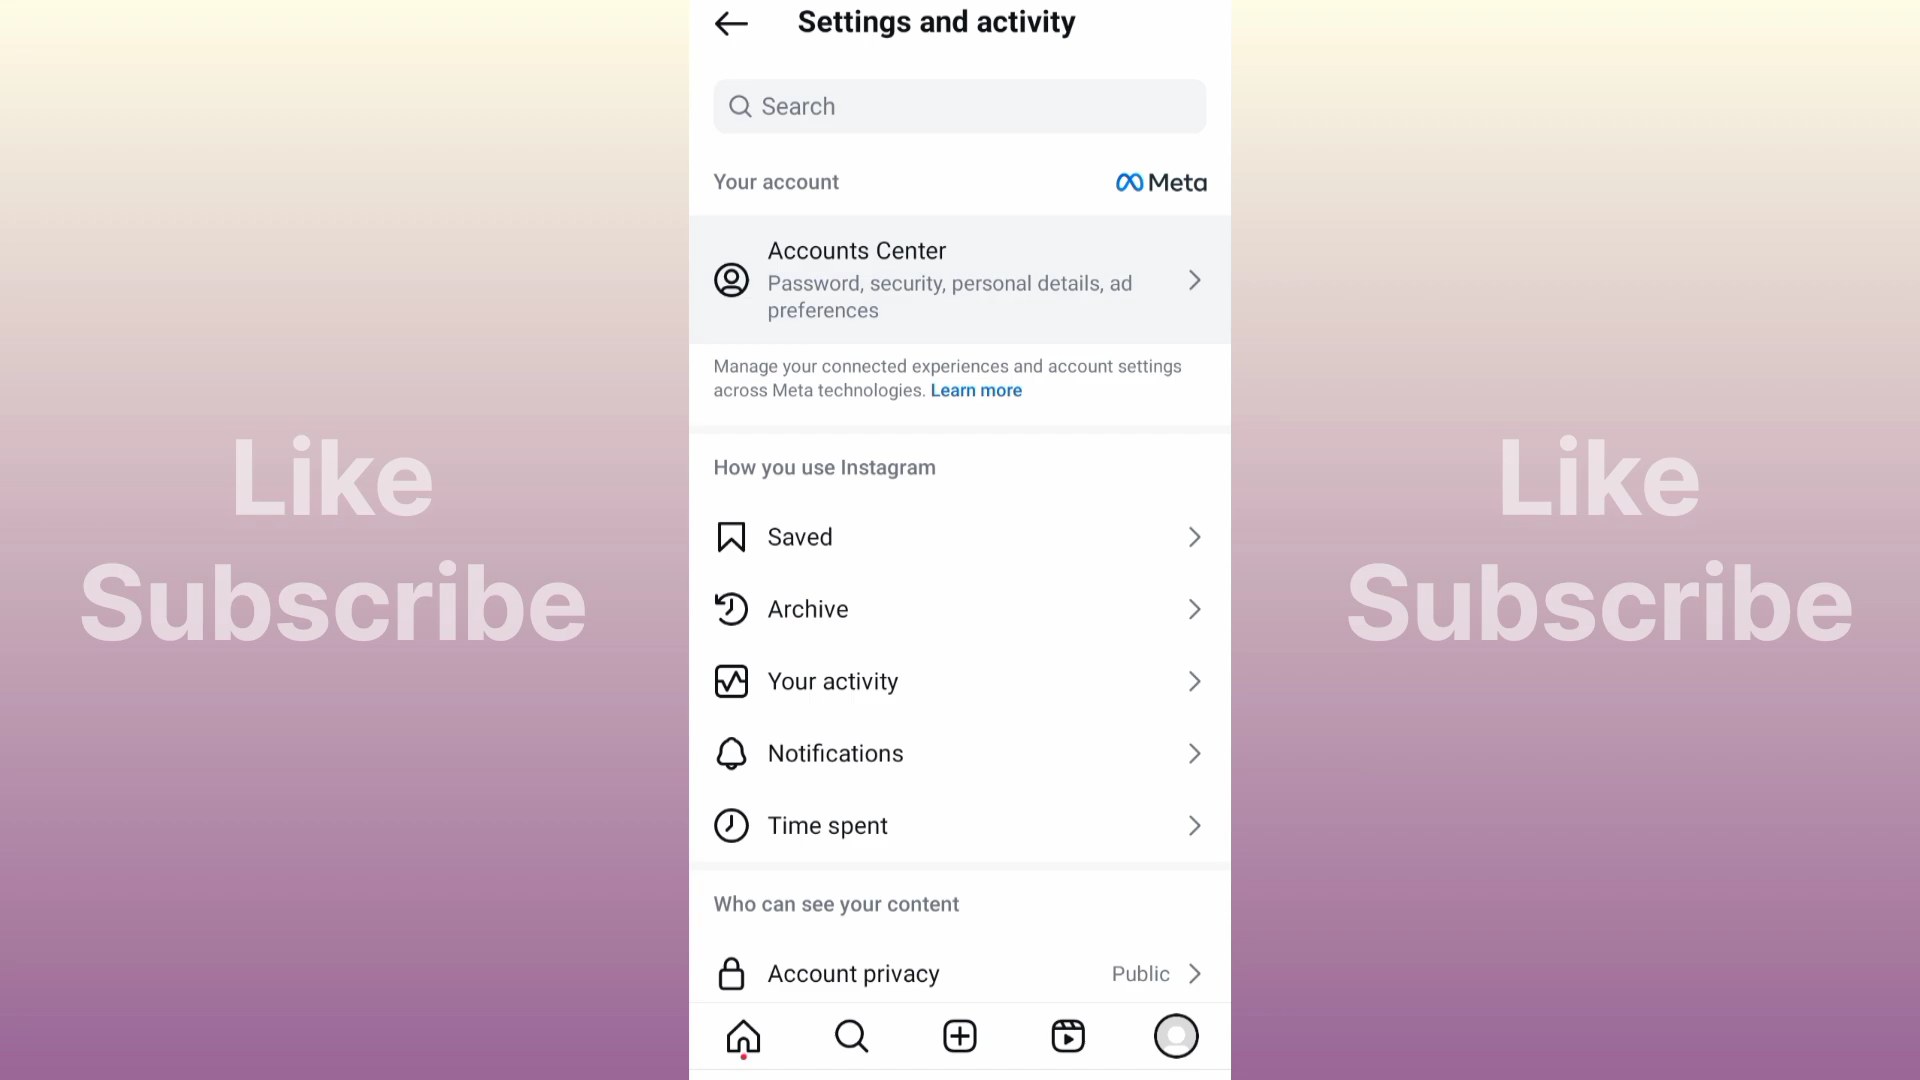 Settings and activity
Search
Your account
Meta
Accounts Center
Password, security, personal details, ad
preferences
Manage your connected experiences and account settings
across Meta technologies. Learn more
How you use Instagram
Saved
Archive
Your activity
Notifications
Time spent
Who can see your content
Account privacy
Public
Like
Subscribe
Like
Subscribe